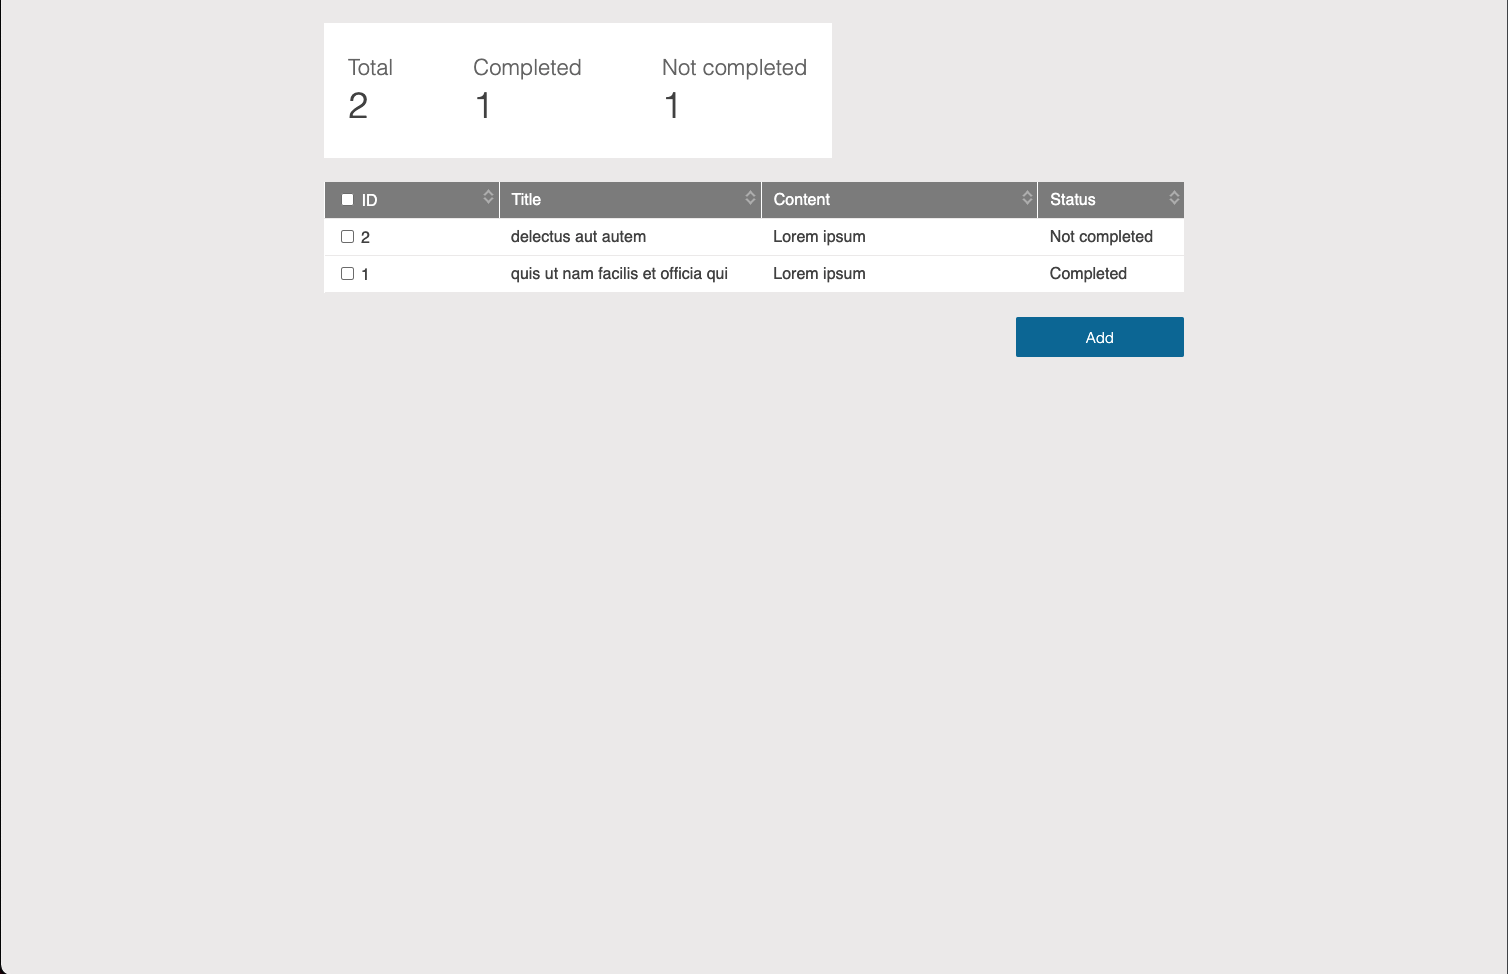 Total Completed Not completed
2 1 1
ID Title Content Status
2 delectus aut autem Lorem ipsum Not completed
1 quis ut nam facilis et officia qui Lorem ipsum Completed
Add